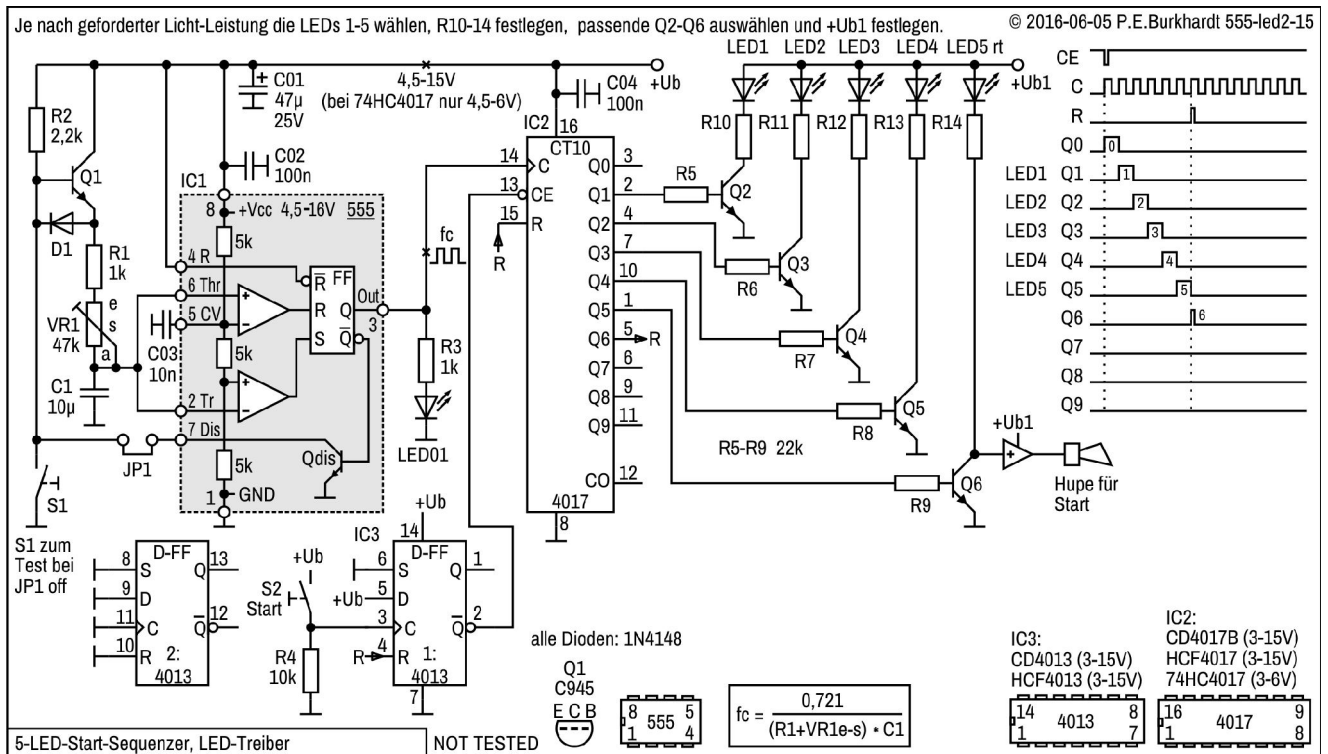 Je nach geforderter Licht-Leistung die LEDs 1-5 wählen, R10-14 festlegen, passende Q2-Q6 auswählen und +Ub1 festlegen.
© 2016-06-05 P.E.Burkhardt 555-led2-15
LED1 LED2 LED3 LED4 LED5 rt
+Ub1
R10 R11 R12 R13 R14
R2
2,2k
Q1
D1
R1
1k
e
s
a
VR1
47k
C1
10µ
+
C01
47µ
25V
4,5-15V
(bei 74HC4017 nur 4,5-6V)
C04
100n
+Ub
C02
100n
IC1
8 +Vcc 4,5-16V 555
5k
4 R
6 Thr
5 CV
C03
10n
5k
2 Tr
7 Dis
5k
1 GND
+
-
+
-
R FF
R Q
S Q
Out
3
Qdis
JP1
S1
S1 zum
Test bei
JP1 off
fc
R3
1k
LED01
IC2
16
CT10
14 C
13 CE
15 R
R
Q0 3
Q1 2
Q2 4
Q3 7
Q4 10
Q5 1
Q6 5 R
Q7 6
Q8 9
Q9 11
CO 12
4017
8
R5
Q2
R6
Q3
R7
Q4
R8
Q5
R5-R9 22k
R9
Q6
+Ub1
+
Hupe für
Start
CE
C
R
Q0 0
LED1 Q1 1
LED2 Q2 2
LED3 Q3 3
LED4 Q4 4
LED5 Q5 5
Q6 6
Q7
Q8
Q9
D-FF
8 S Q 13
9 D
11 C Q 12
10 R
2:
4013
+Ub
S2
Start
R4
10k
+Ub
IC3
14
D-FF
6 S Q 1
+Ub 5 D
3 C Q 2
R 4 R
1:
4013
7
alle Dioden: 1N4148
Q1
C945
E C B
8 5
555
1 4
fc = 0,721
(R1+VR1e-s) • C1
IC3:
CD4013 (3-15V)
HCF4013 (3-15V)
14 8
4013
1 7
IC2:
CD4017B (3-15V)
HCF4017 (3-15V)
74HC4017 (3-6V)
16 9
4017
1 8
5-LED-Start-Sequenzer, LED-Treiber
NOT TESTED